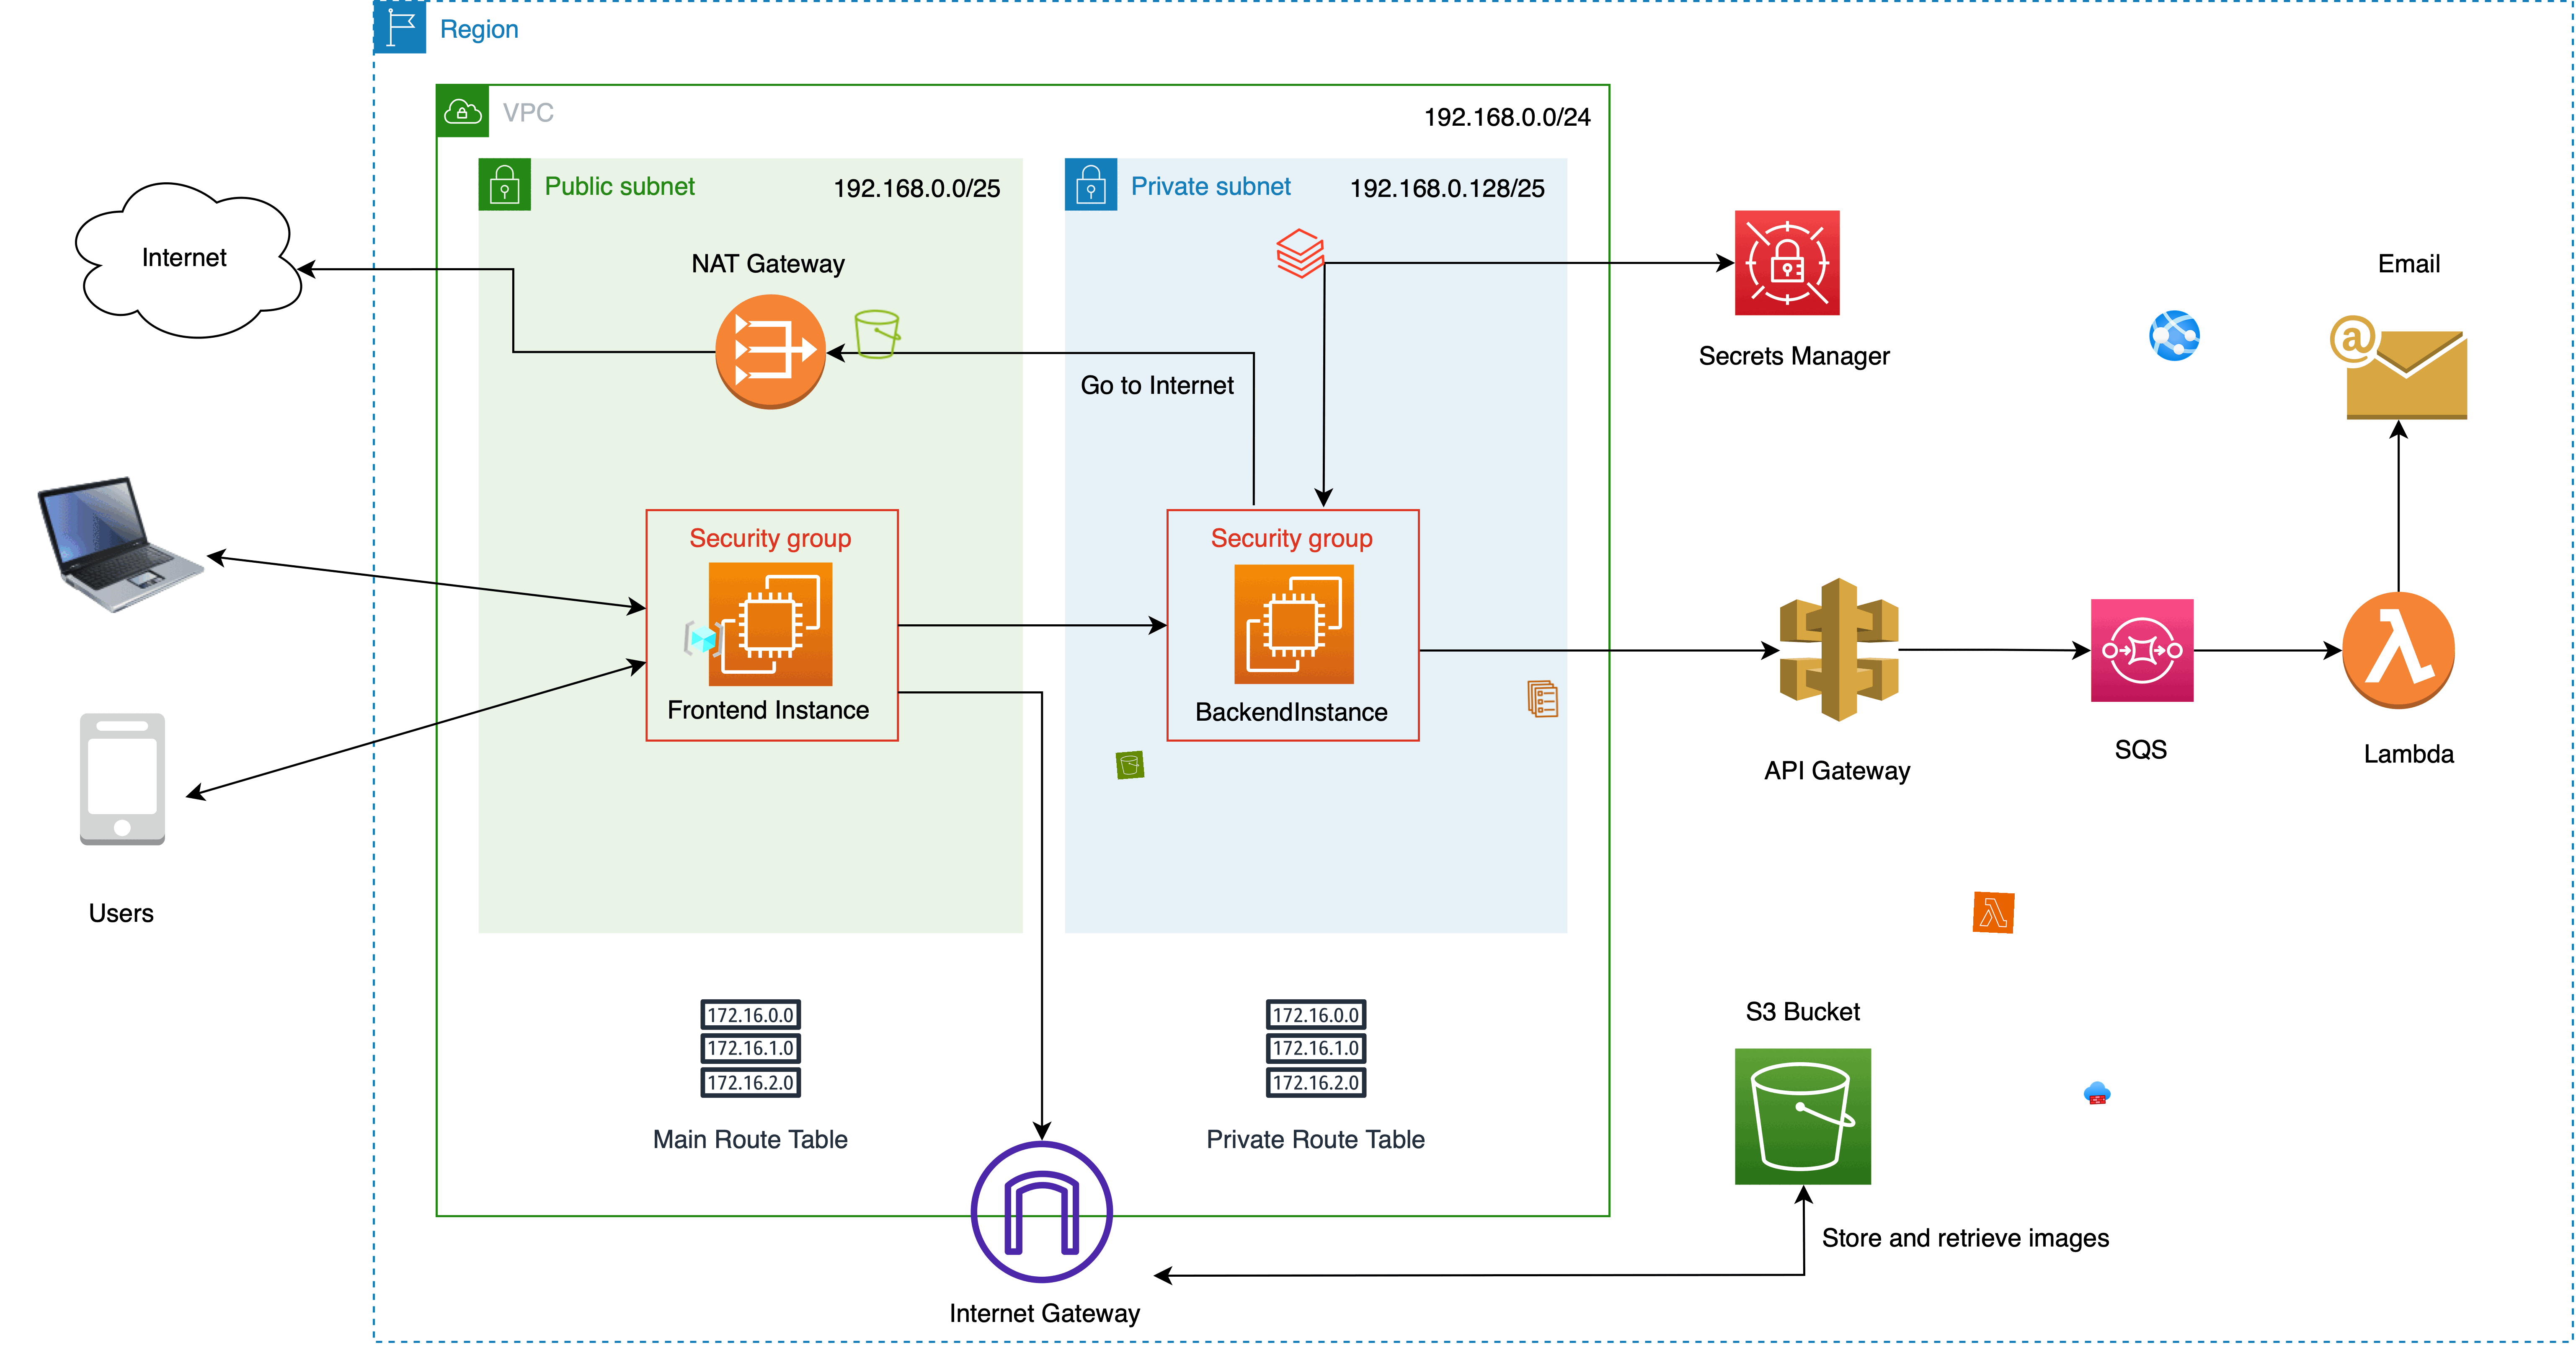 Region
VPC
192.168.0.0/24
Public subnet
192.168.0.0/25
Private subnet
192.168.0.128/25
Internet
NAT Gateway
Go to Internet
Secrets Manager
Email
@
Security group
Frontend Instance
Security group
BackendInstance
API Gateway
SQS
Lambda
Users
172.16.0.0
172.16.1.0
172.16.2.0
Main Route Table
172.16.0.0
172.16.1.0
172.16.2.0
Private Route Table
S3 Bucket
Store and retrieve images
Internet Gateway